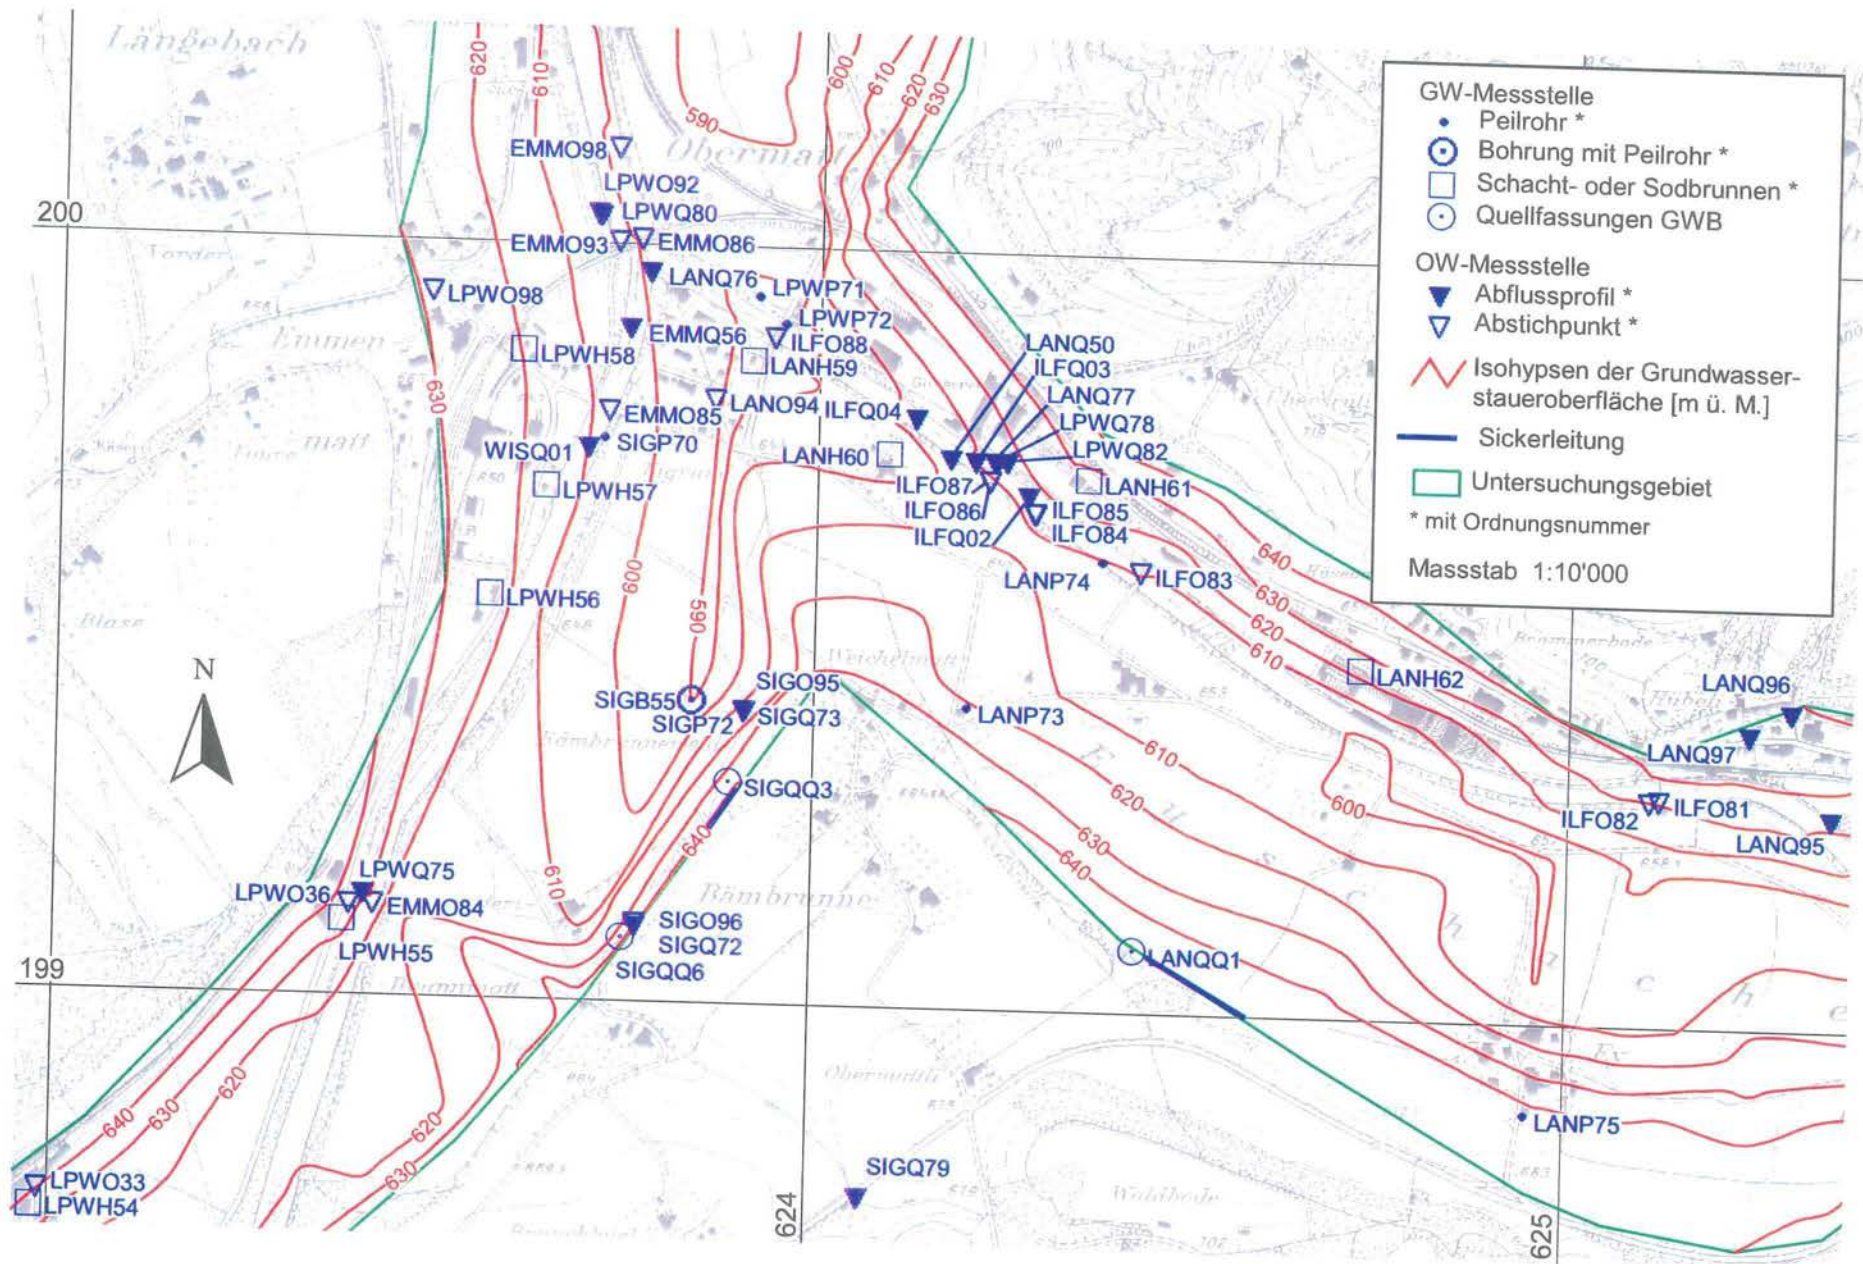 Längebach
620
610
590
600
610
620
630
Obermatt
EMMO98
LPWO92
LPWQ80
EMMO93
EMMO86
200
LANQ76
LPWP71
LPWO98
LPWP72
EMMQ56
ILFO88
LPWH58
LANH59
Emmen
matt
630
LANO94
ILFQ04
EMMO85
SIGP70
WISQ01
LPWH57
LANH60
LANQ50
ILFQ03
LANQ77
LPWQ78
LPWQ82
LANH61
ILFO87
ILFO86
ILFO85
ILFQ02
ILFO84
LANP74
ILFO83
640
630
620
610
LPWH56
600
590
Blase
N
SIGB55
SIGP72
SIGO95
SIGQ73
LANP73
LANH62
LANQ96
LANQ97
SIGQQ3
610
600
620
ILFO82
ILFO81
LANQ95
640
630
640
610
LPWQ75
LPWO36
EMMO84
LPWH55
Bämbrunne
SIGO96
SIGQ72
SIGQQ6
LANQQ1
199
640
630
620
620
630
LPWO33
LPWH54
SIGQ79
LANP75
624
625
GW-Messstelle
Peilrohr *
Bohrung mit Peilrohr *
Schacht- oder Sodbrunnen *
Quellfassungen GWB
OW-Messstelle
Abflussprofil *
Abstichpunkt *
Isohypsen der Grundwasser-
staueroberfläche [m ü. M.]
Sickerleitung
Untersuchungsgebiet
* mit Ordnungsnummer
Massstab 1:10'000